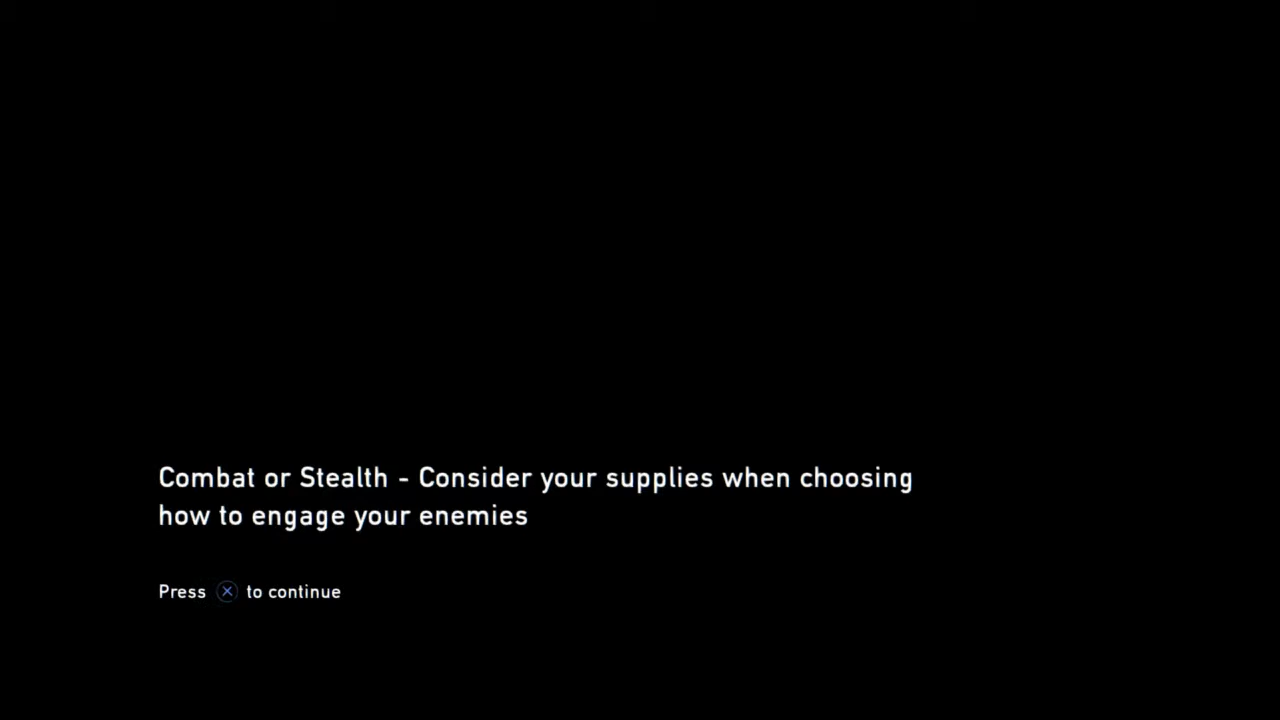 Combat or Stealth - Consider your supplies when choosing
how to engage your enemies
Press ⓧ to continue